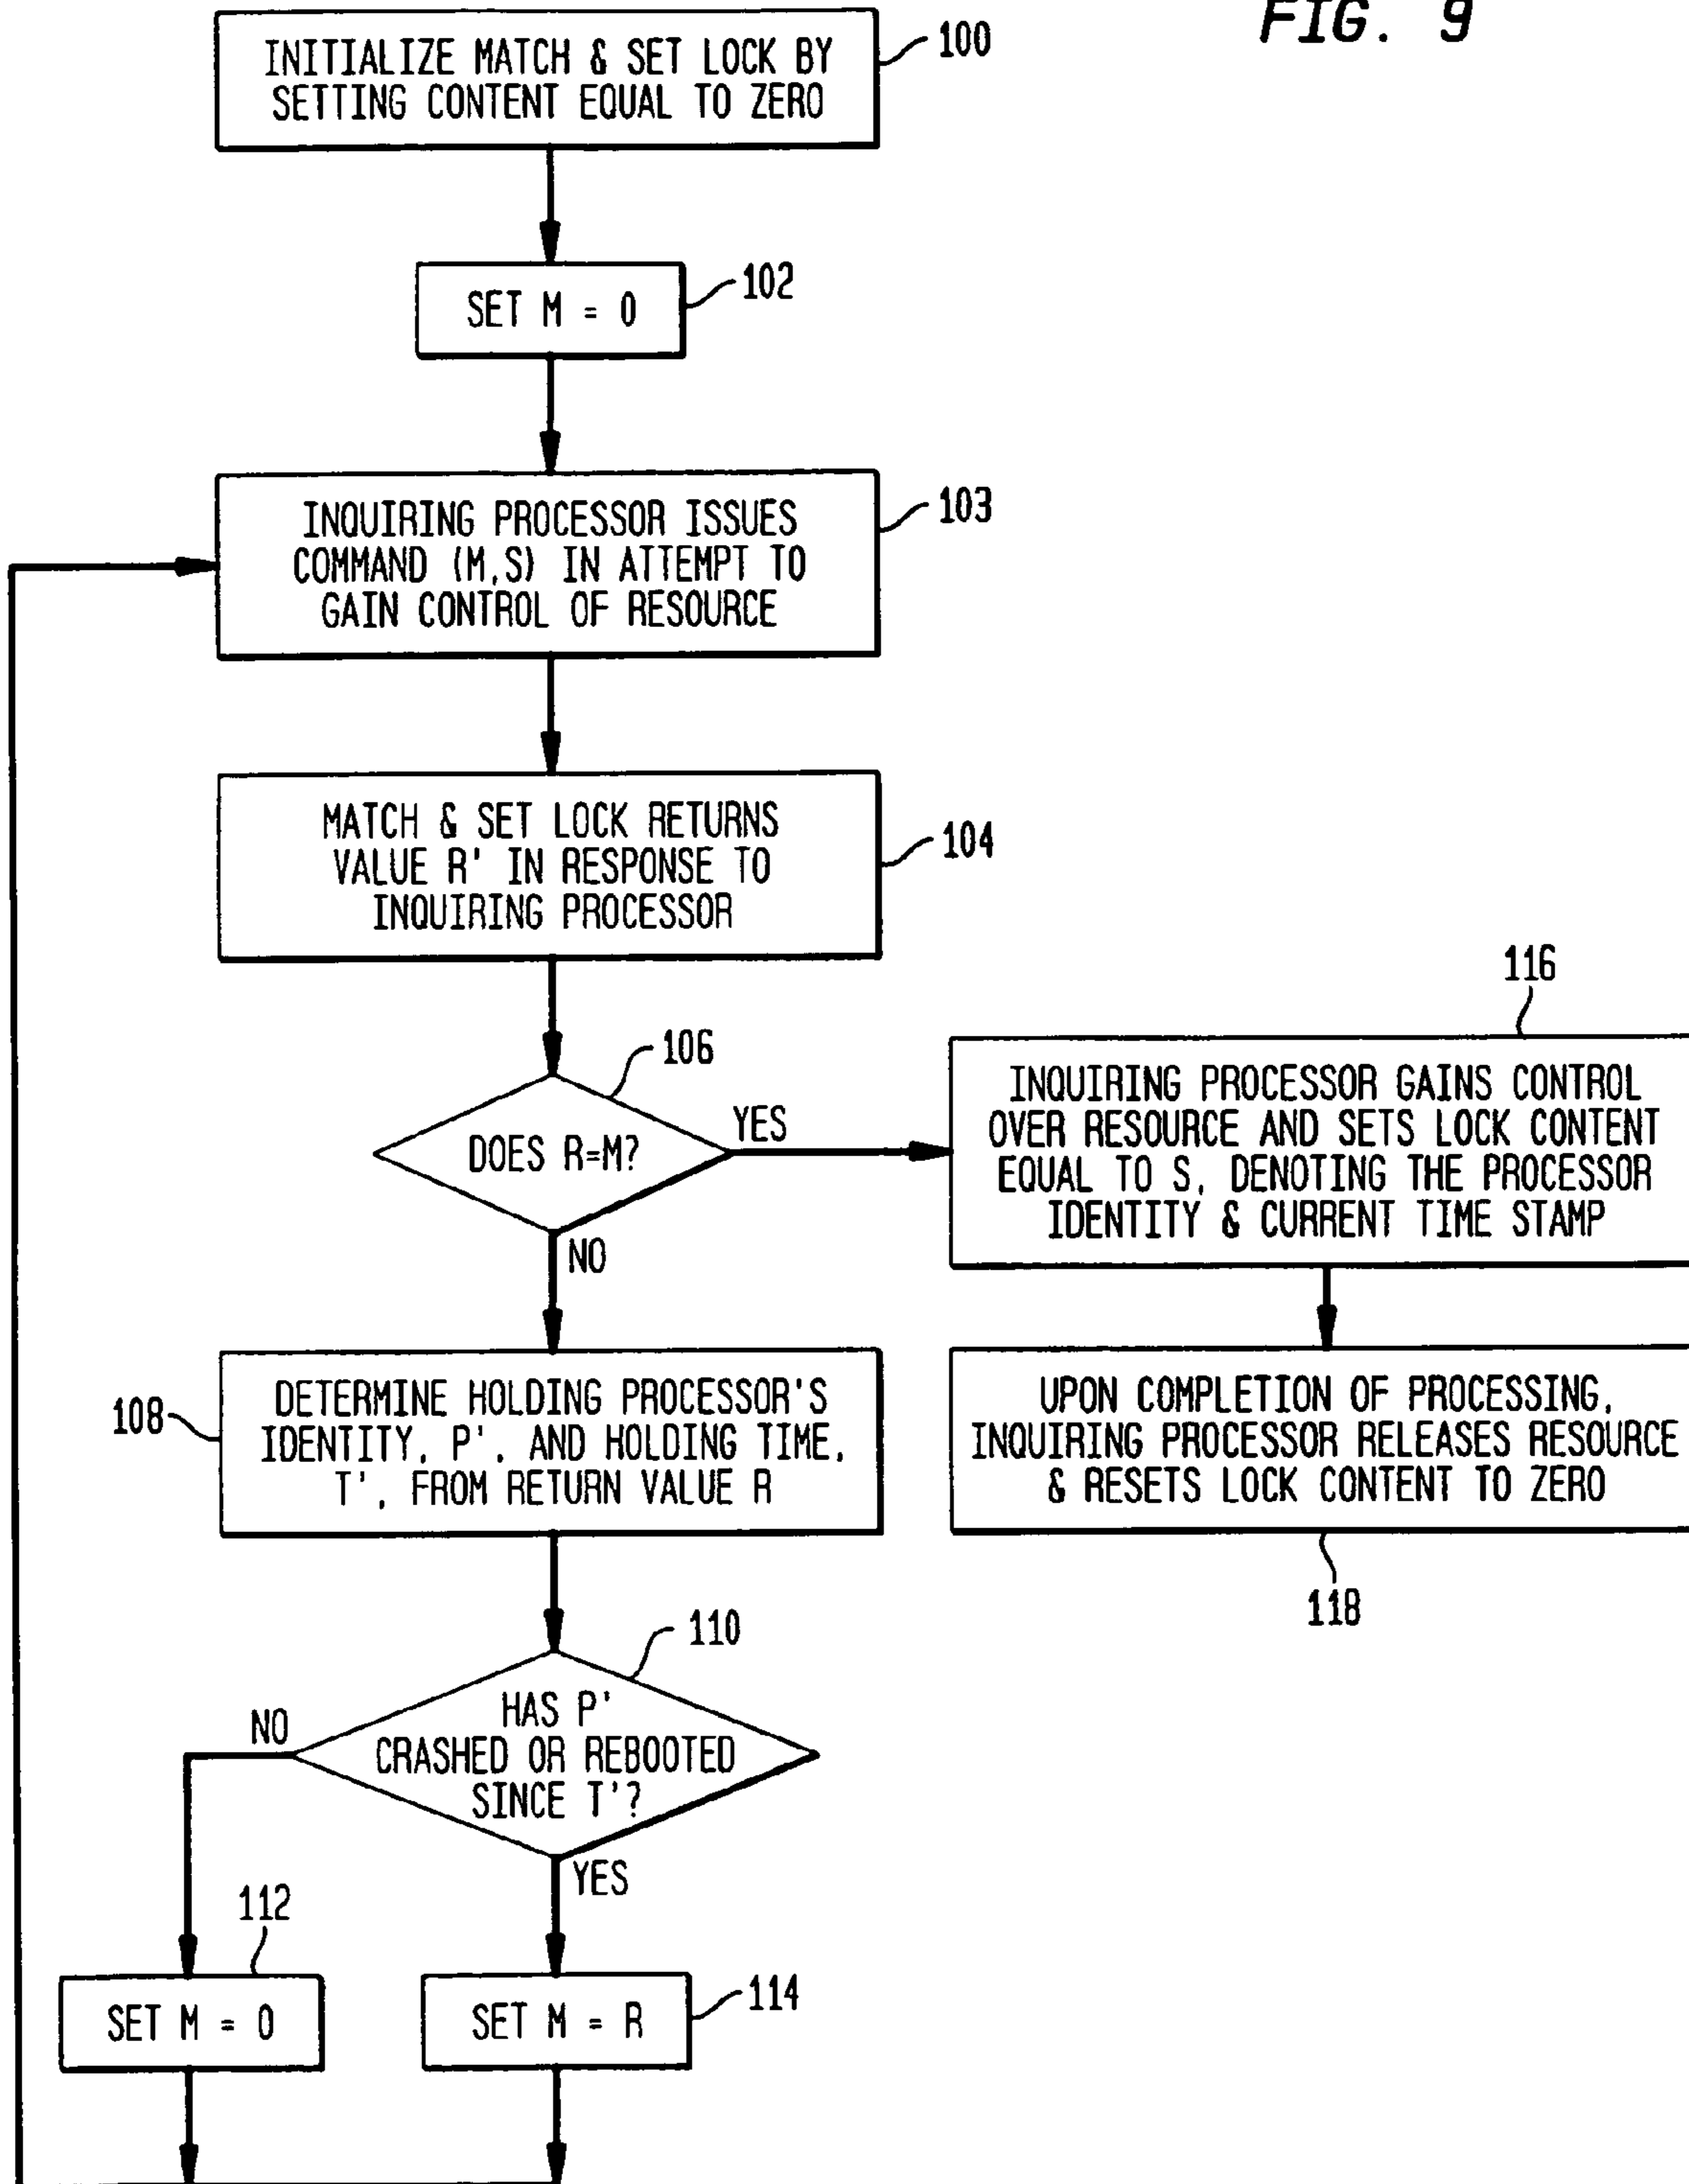 FIG. 9
INITIALIZE MATCH & SET LOCK BY
SETTING CONTENT EQUAL TO ZERO
100
SET M = 0
102
INQUIRING PROCESSOR ISSUES
COMMAND (M,S) IN ATTEMPT TO
GAIN CONTROL OF RESOURCE
103
MATCH & SET LOCK RETURNS
VALUE R' IN RESPONSE TO
INQUIRING PROCESSOR
104
106
DOES R=M?
YES
NO
116
INQUIRING PROCESSOR GAINS CONTROL
OVER RESOURCE AND SETS LOCK CONTENT
EQUAL TO S, DENOTING THE PROCESSOR
IDENTITY & CURRENT TIME STAMP
UPON COMPLETION OF PROCESSING,
INQUIRING PROCESSOR RELEASES RESOURCE
& RESETS LOCK CONTENT TO ZERO
118
108
DETERMINE HOLDING PROCESSOR'S
IDENTITY, P', AND HOLDING TIME,
T', FROM RETURN VALUE R
110
HAS P'
CRASHED OR REBOOTED
SINCE T'?
NO
YES
112
SET M = 0
SET M = R
114